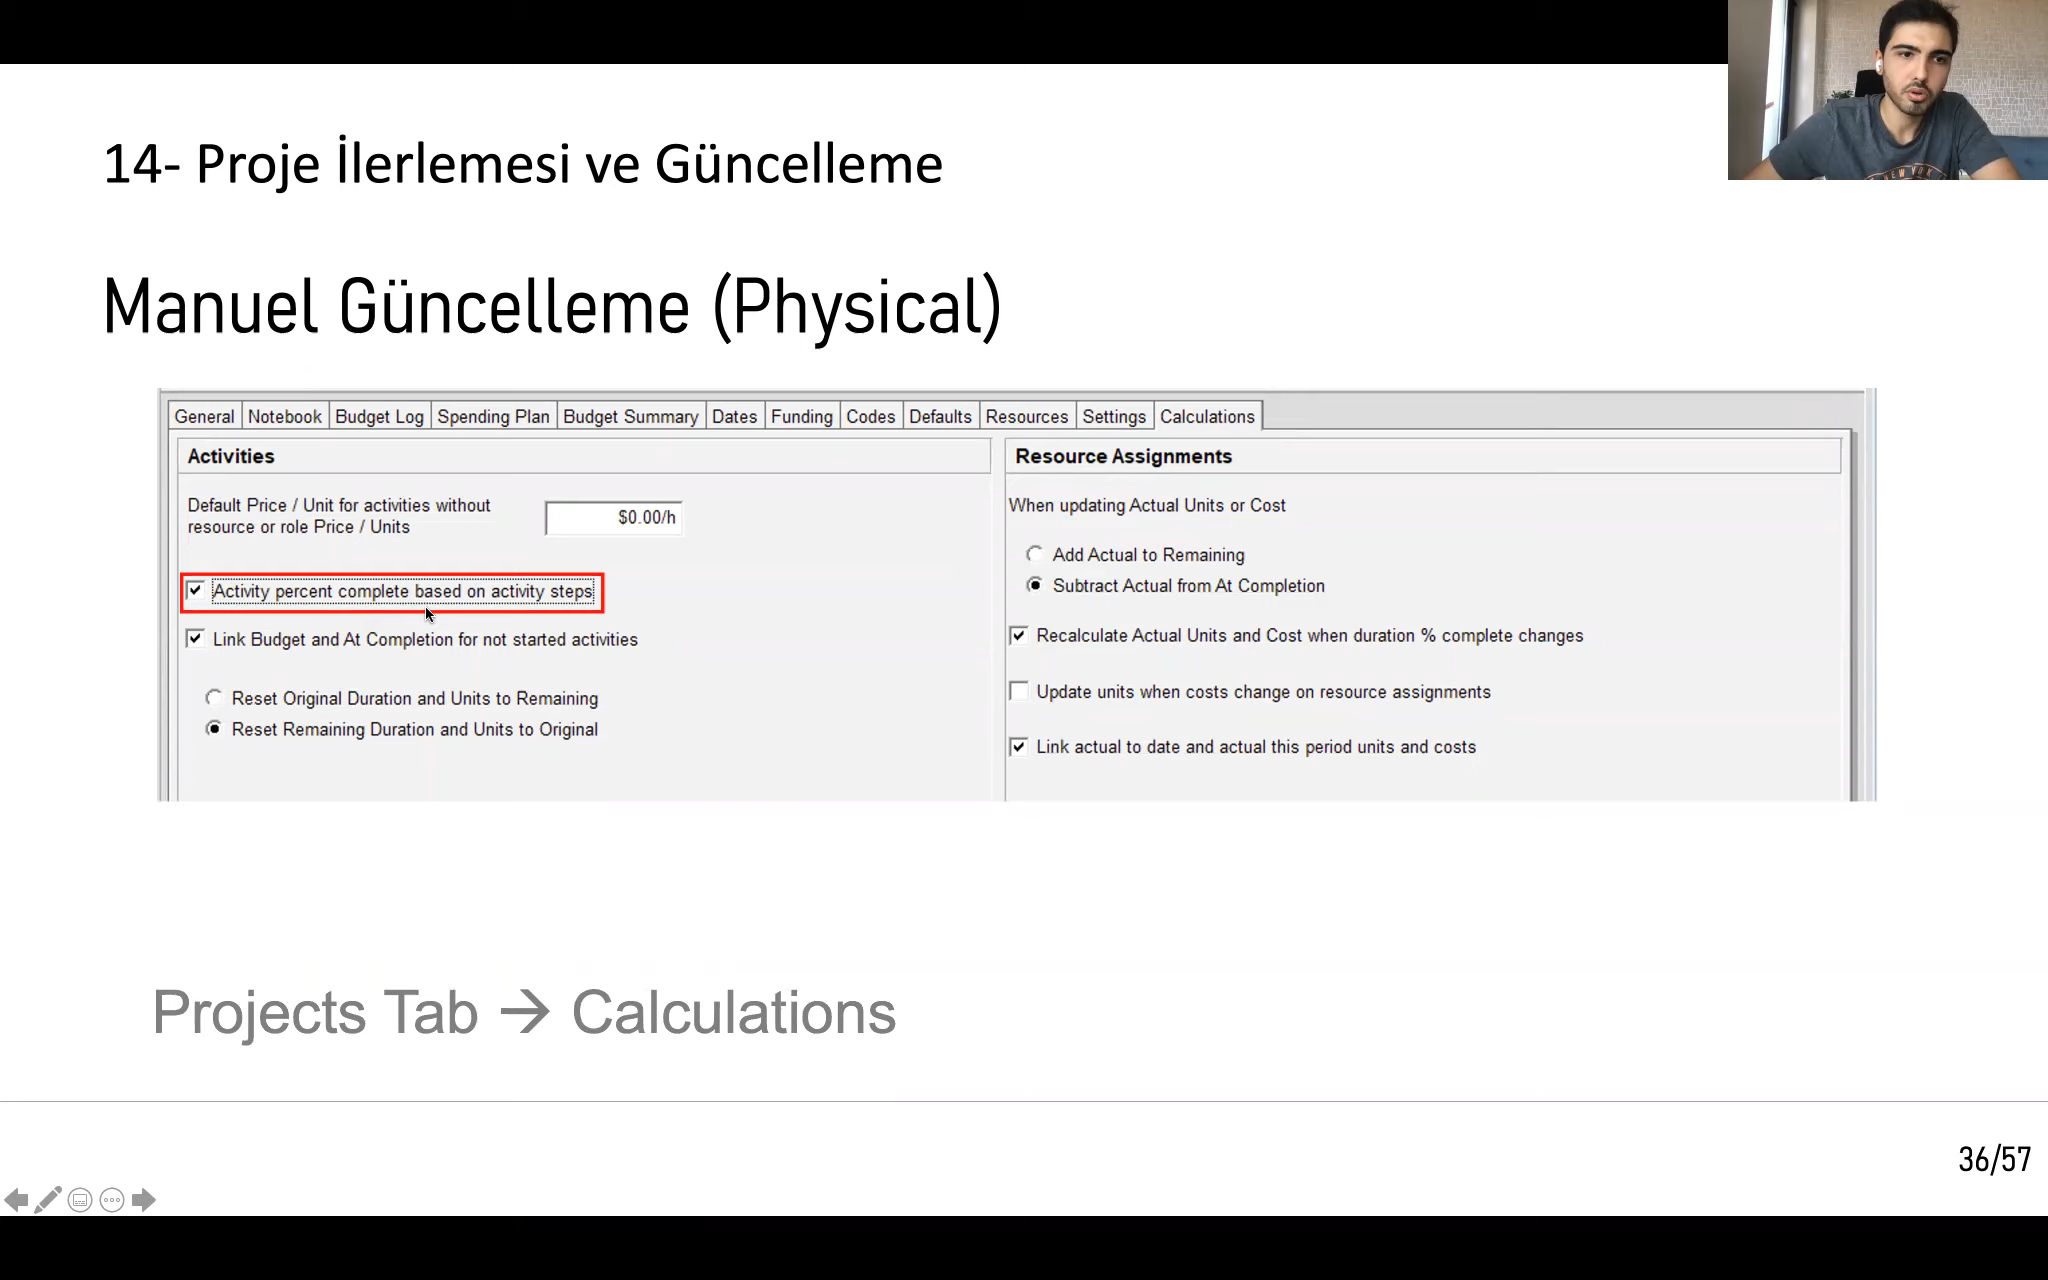 14- Proje İlerlemesi ve Güncelleme
Manuel Güncelleme (Physical)
General Notebook Budget Log Spending Plan Budget Summary Dates Funding Codes Defaults Resources Settings Calculations
Activities
Default Price / Unit for activities without
resource or role Price / Units
$0.00/h
Activity percent complete based on activity steps
Link Budget and At Completion for not started activities
Reset Original Duration and Units to Remaining
Reset Remaining Duration and Units to Original
Resource Assignments
When updating Actual Units or Cost
Add Actual to Remaining
Subtract Actual from At Completion
Recalculate Actual Units and Cost when duration % complete changes
Update units when costs change on resource assignments
Link actual to date and actual this period units and costs
Projects Tab → Calculations
36/57